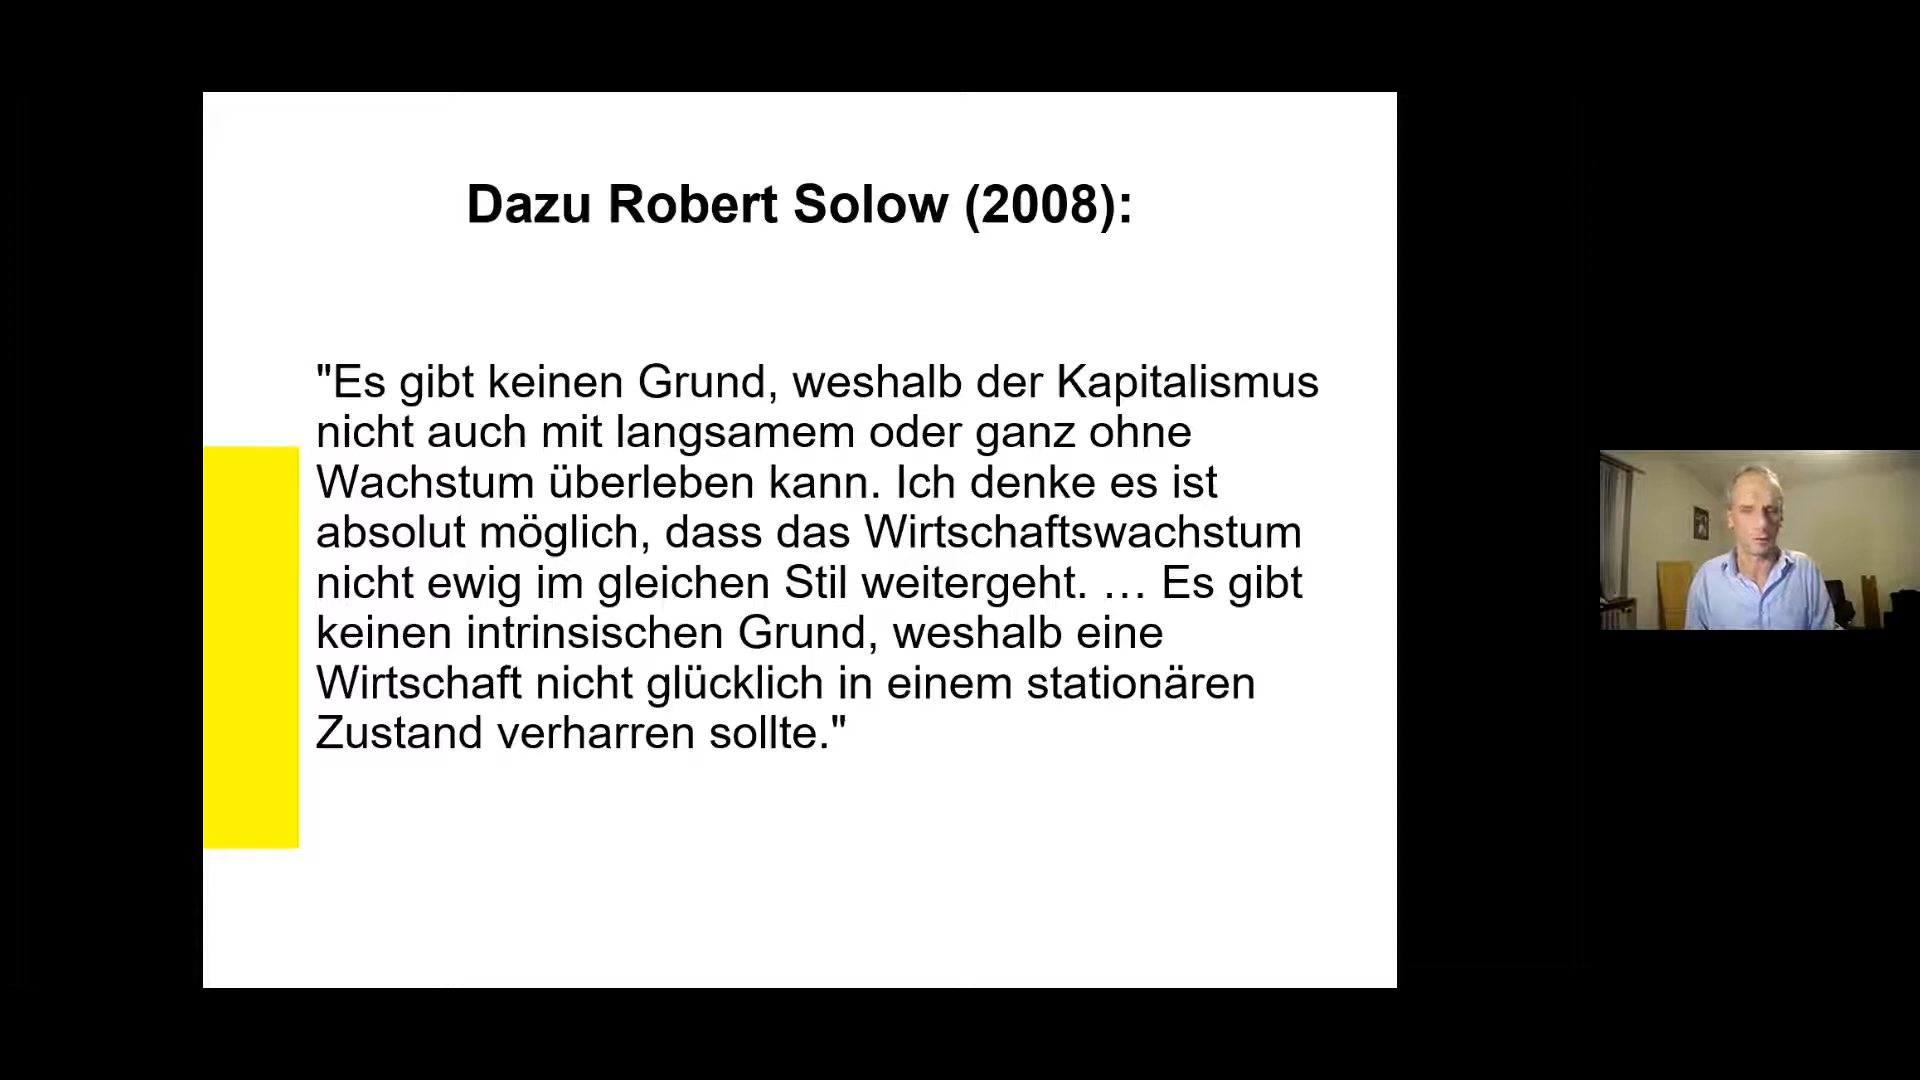 Dazu Robert Solow (2008):
"Es gibt keinen Grund, weshalb der Kapitalismus
nicht auch mit langsamem oder ganz ohne
Wachstum überleben kann. Ich denke es ist
absolut möglich, dass das Wirtschaftswachstum
nicht ewig im gleichen Stil weitergeht. … Es gibt
keinen intrinsischen Grund, weshalb eine
Wirtschaft nicht glücklich in einem stationären
Zustand verharren sollte."